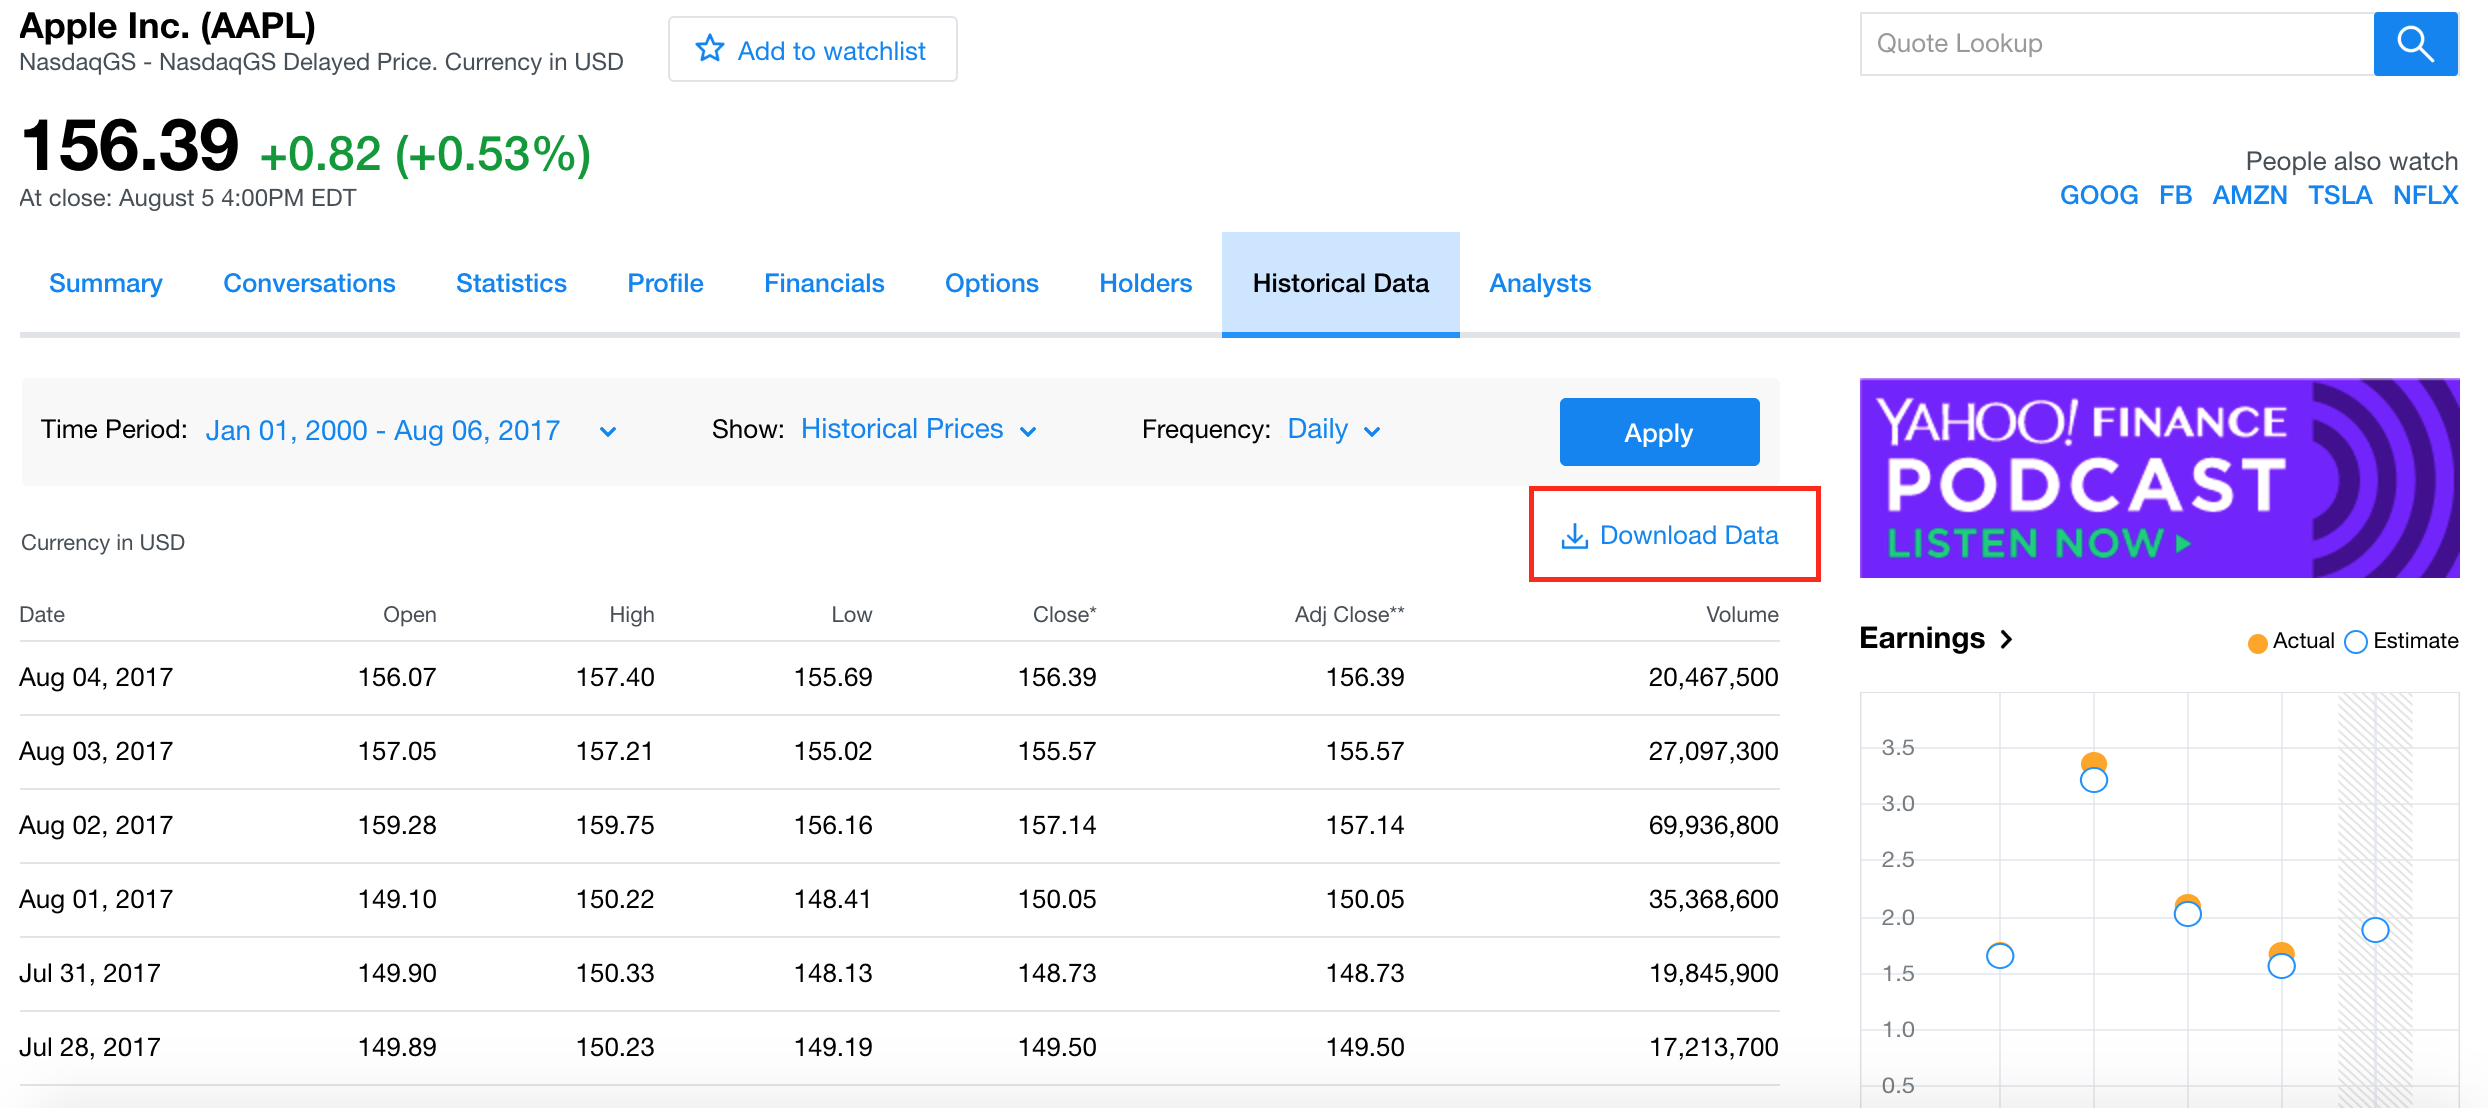 Apple Inc. (AAPL)
NasdaqGS - NasdaqGS Delayed Price. Currency in USD
Add to watchlist
Quote Lookup
156.39 +0.82 (+0.53%)
At close: August 5 4:00PM EDT
People also watch
GOOG FB AMZN TSLA NFLX
Summary Conversations Statistics Profile Financials Options Holders Historical Data Analysts
Time Period: Jan 01, 2000 - Aug 06, 2017 Show: Historical Prices Frequency: Daily Apply
Currency in USD
Download Data
Date Open High Low Close* Adj Close** Volume
Aug 04, 2017 156.07 157.40 155.69 156.39 156.39 20,467,500
Aug 03, 2017 157.05 157.21 155.02 155.57 155.57 27,097,300
Aug 02, 2017 159.28 159.75 156.16 157.14 157.14 69,936,800
Aug 01, 2017 149.10 150.22 148.41 150.05 150.05 35,368,600
Jul 31, 2017 149.90 150.33 148.13 148.73 148.73 19,845,900
Jul 28, 2017 149.89 150.23 149.19 149.50 149.50 17,213,700
YAHOO! FINANCE
PODCAST
LISTEN NOW
Earnings
Actual Estimate
3.5
3.0
2.5
2.0
1.5
1.0
0.5